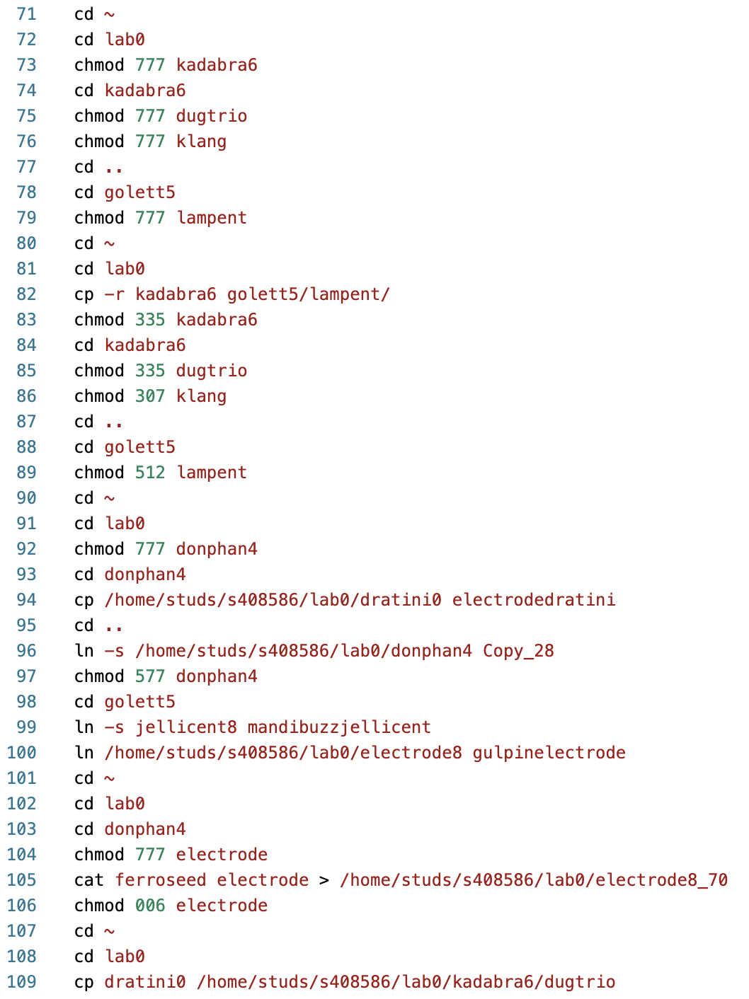 71 cd ~
72 cd lab0
73 chmod 777 kadabra6
74 cd kadabra6
75 chmod 777 dugtrio
76 chmod 777 klang
77 cd ..
78 cd golett5
79 chmod 777 lampent
80 cd ~
81 cd lab0
82 cp -r kadabra6 golett5/lampent/
83 chmod 335 kadabra6
84 cd kadabra6
85 chmod 335 dugtrio
86 chmod 307 klang
87 cd ..
88 cd golett5
89 chmod 512 lampent
90 cd ~
91 cd lab0
92 chmod 777 donphan4
93 cd donphan4
94 cp /home/studs/s408586/lab0/dratini0 electrodedratini
95 cd ..
96 ln -s /home/studs/s408586/lab0/donphan4 Copy_28
97 chmod 577 donphan4
98 cd golett5
99 ln -s jellicent8 mandibuzzjellicent
100 ln /home/studs/s408586/lab0/electrode8 gulpinelectrode
101 cd ~
102 cd lab0
103 cd donphan4
104 chmod 777 electrode
105 cat ferroseed electrode > /home/studs/s408586/lab0/electrode8_70
106 chmod 006 electrode
107 cd ~
108 cd lab0
109 cp dratini0 /home/studs/s408586/lab0/kadabra6/dugtrio